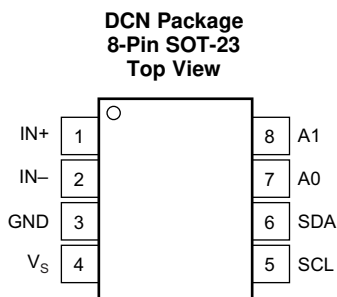 DCN Package
8-Pin SOT-23
Top View
IN+ 1 8 A1
IN– 2 7 A0
GND 3 6 SDA
VS 4 5 SCL